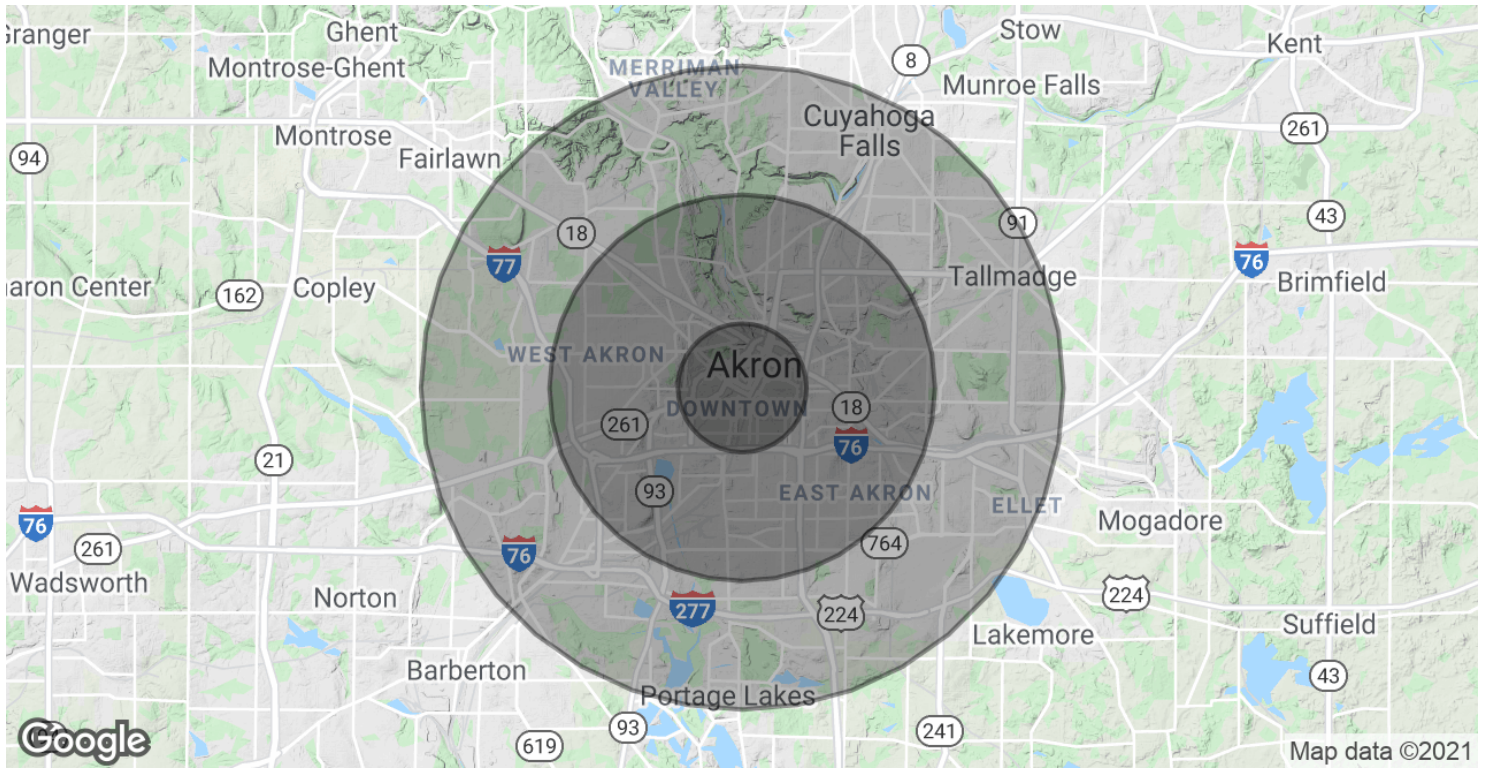 Granger
Ghent
8
Stow
Kent
Montrose-Ghent
MERRIMAN
VALLEY
Munroe Falls
Cuyahoga
Falls
261
Montrose
94
Fairlawn
18
91
43
77
76
Tallmadge
Brimfield
aron Center
162
Copley
WEST AKRON
Akron
DOWNTOWN
18
261
76
21
93
EAST AKRON
ELLET
Mogadore
76
261
76
764
Wadsworth
Norton
277
224
224
Lakemore
Suffield
Barberton
Portage Lakes
43
93
619
241
Google
Map data ©2021